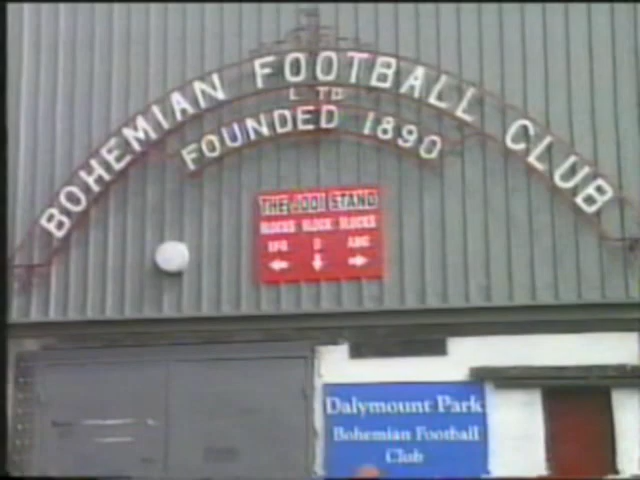 BOHEMIAN FOOTBALL CLUB
LTD
FOUNDED 1890
THE JODI STAND
BLOCKS BLOCK BLOCKS
EFG D ABC
Dalymount Park
Bohemian Football
Club